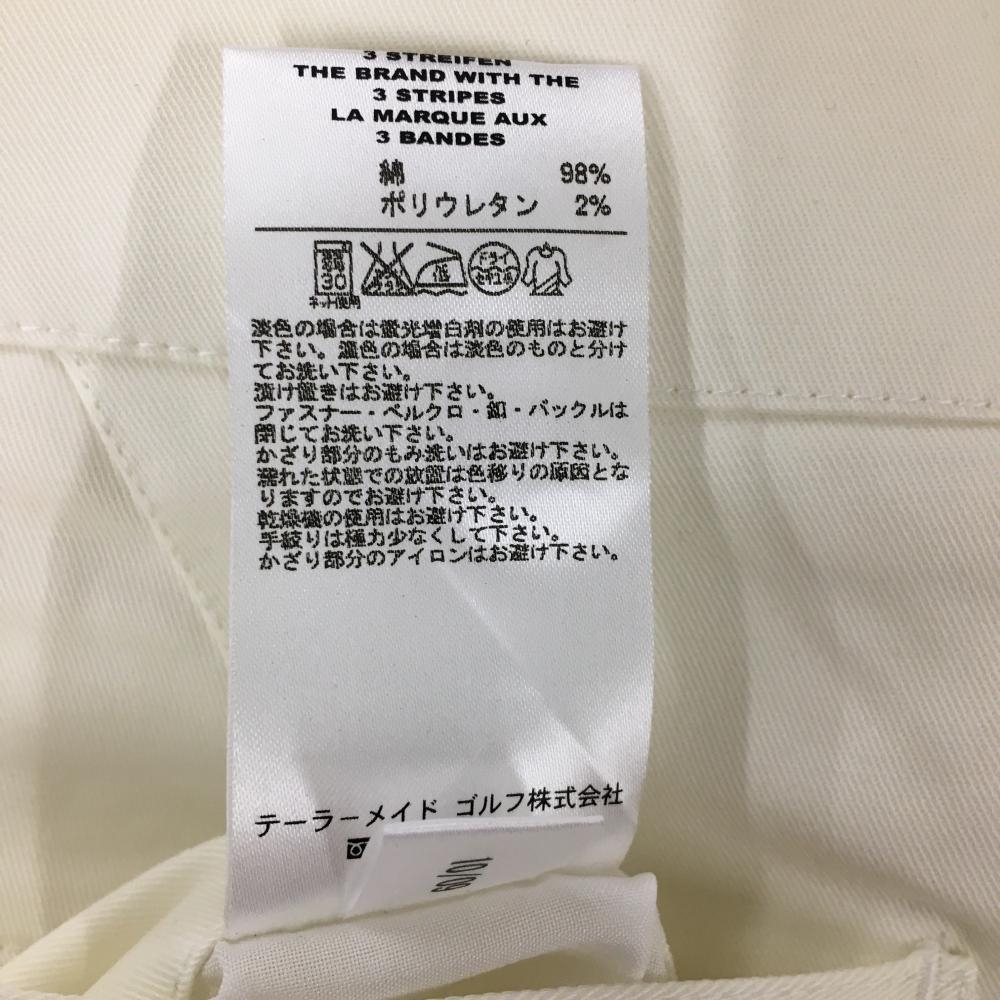 3 STREIFEN
THE BRAND WITH THE
3 STRIPES
LA MARQUE AUX
3 BANDES
綿 98%
ポリウレタン 2%
30 低 ドライ セキユ系
ネット使用
淡色の場合は蛍光増白剤の使用はお避け
下さい。濃色の場合は淡色のものと分け
てお洗い下さい。
漬け置きはお避け下さい。
ファスナー・ベルクロ・釦・バックルは
閉じてお洗い下さい。
かざり部分のもみ洗いはお避け下さい。
濡れた状態での放置は色移りの原因とな
りますのでお避け下さい。
乾燥機の使用はお避け下さい。
手絞りは極力少なくして下さい。
かざり部分のアイロンはお避け下さい。
テーラーメイド ゴルフ株式会社
10/09